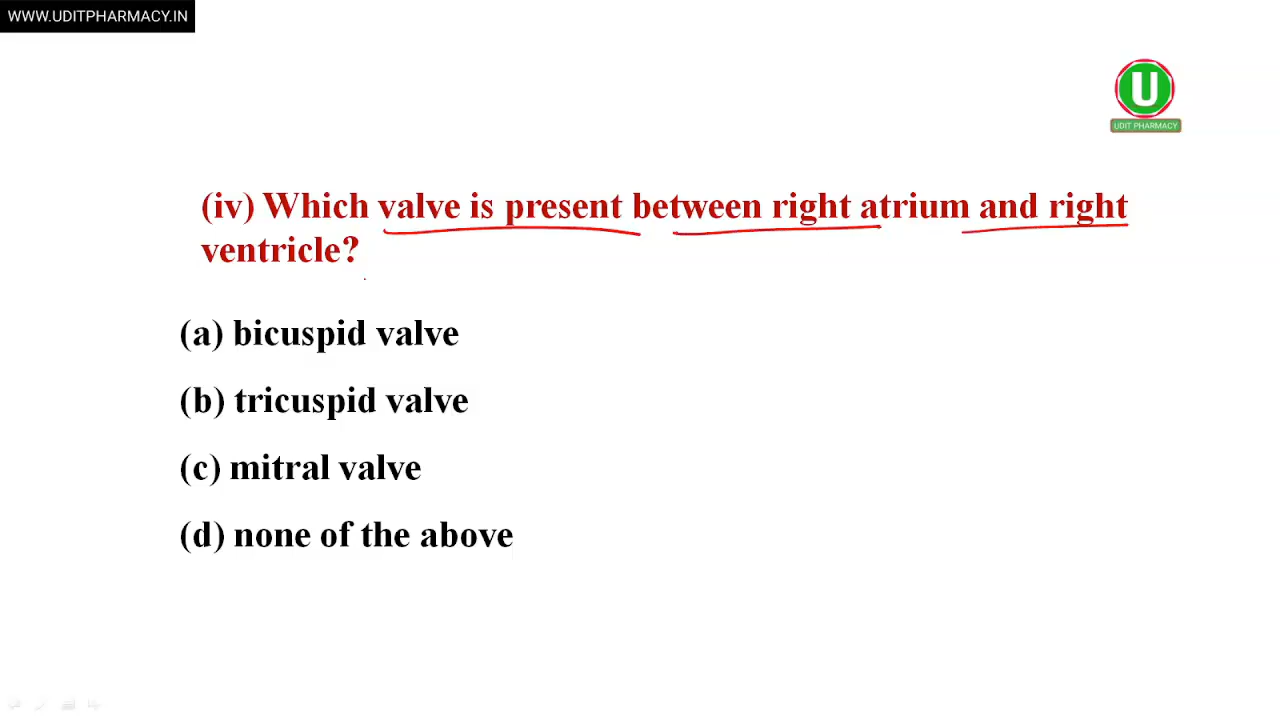 WWW.UDITPHARMACY.IN
U
UDIT PHARMACY
(iv) Which valve is present between right atrium and right
ventricle?
(a) bicuspid valve
(b) tricuspid valve
(c) mitral valve
(d) none of the above